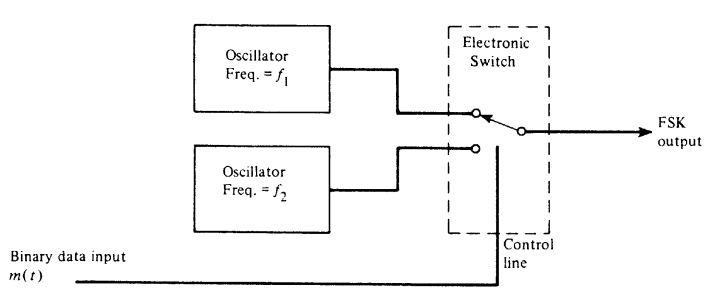 Oscillator
Freq. = f1
Electronic
Switch
FSK
output
Oscillator
Freq. = f2
Control
line
Binary data input
m(t)